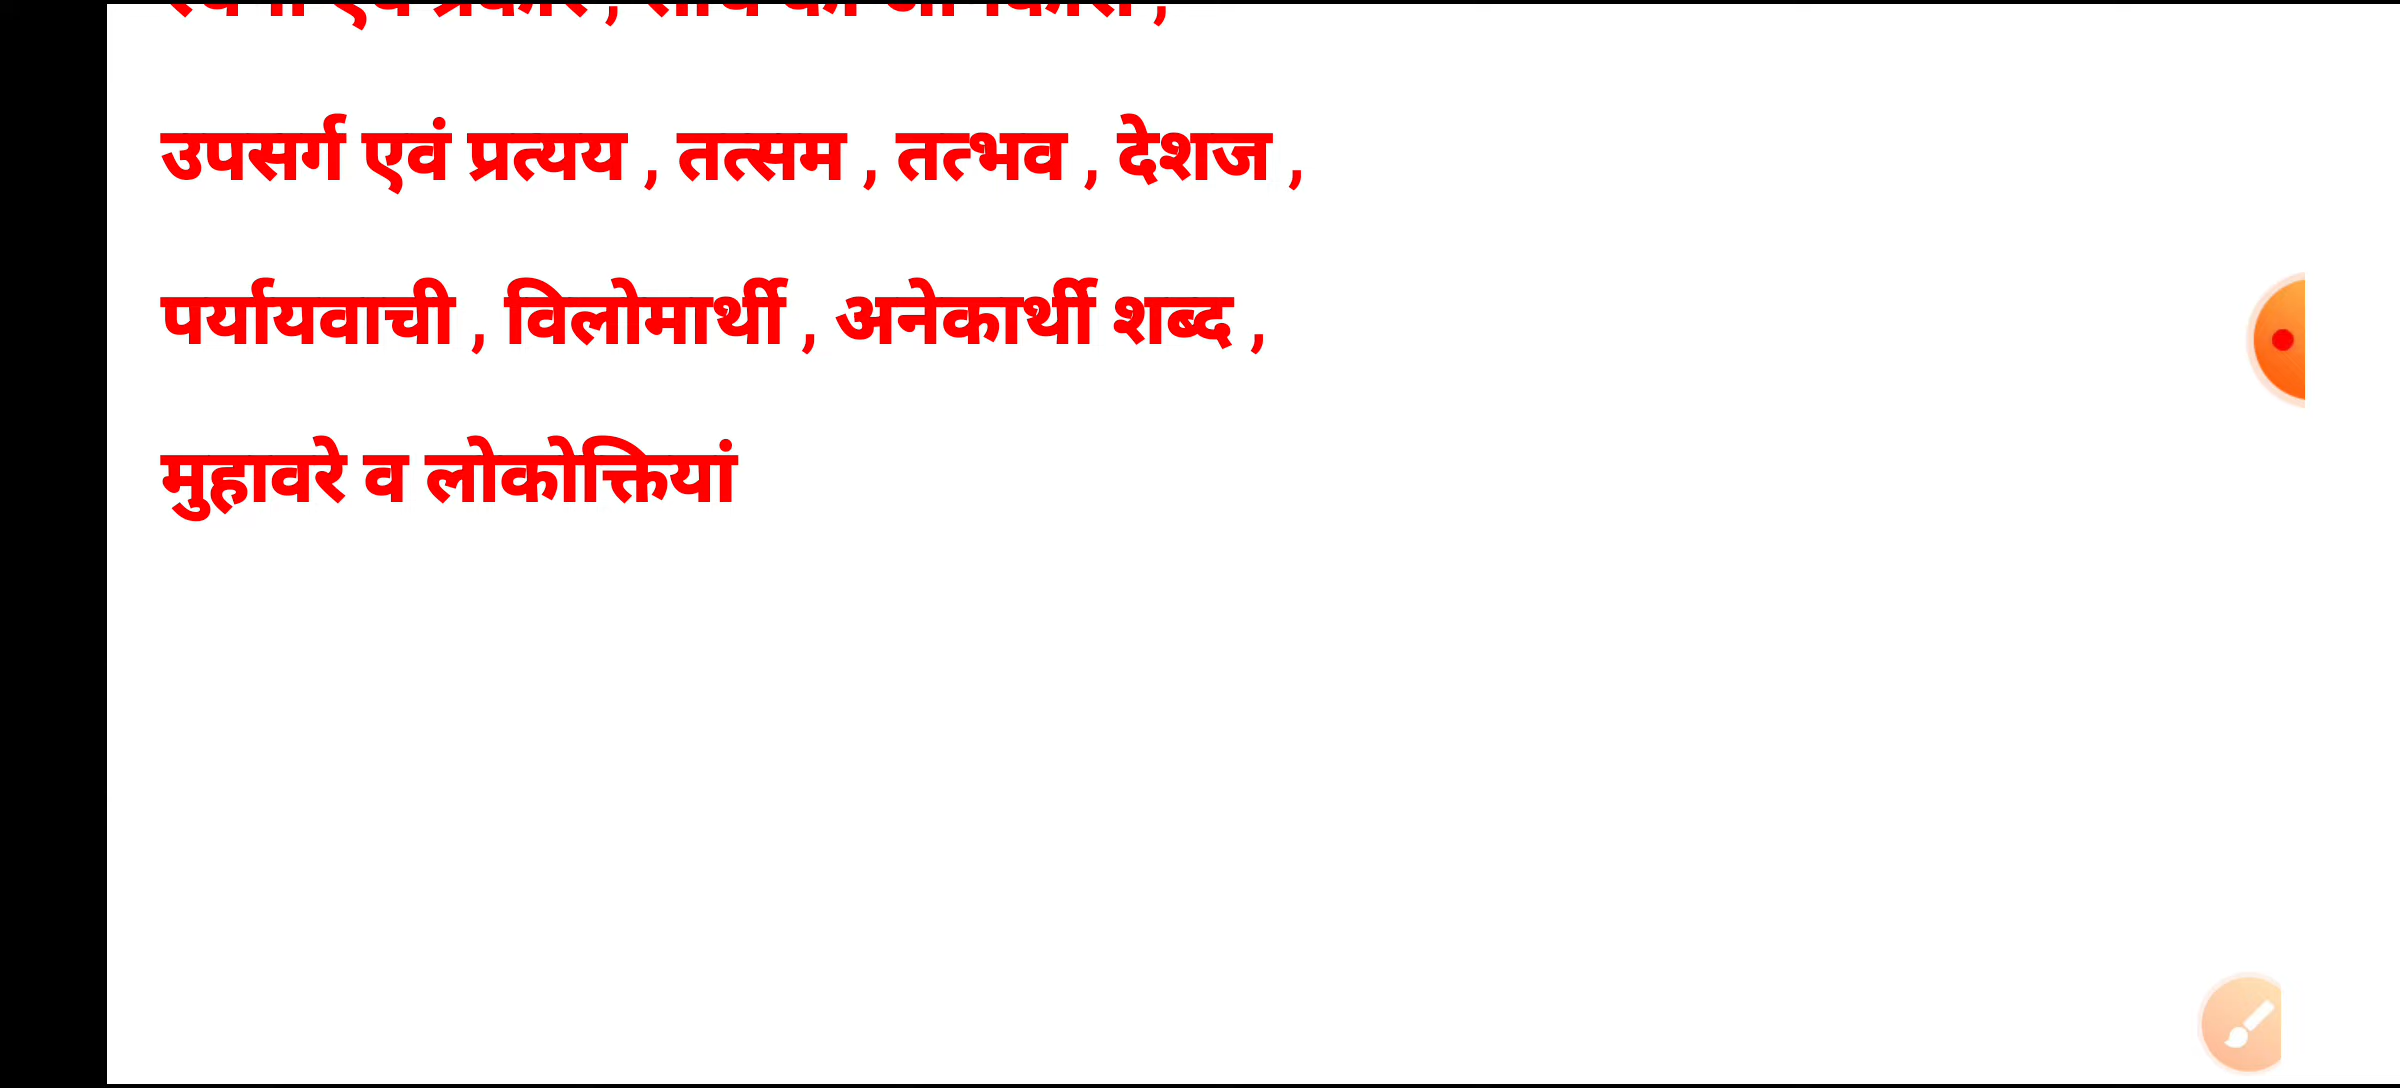 उपसर्ग एवं प्रत्यय , तत्सम , तत्भव , देशज ,
पर्यायवाची , विलोमार्थी , अनेकार्थी शब्द ,
मुहावरे व लोकोक्तियां